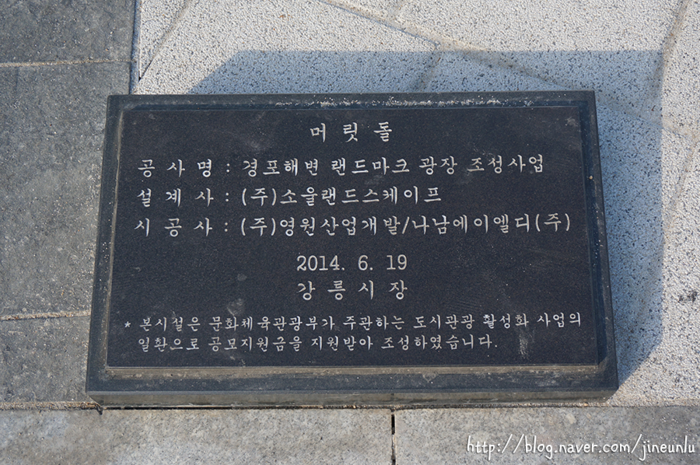 머릿돌
공 사 명 : 경포해변 랜드마크 광장 조성사업
설 계 사 : (주)소울랜드스케이프
시 공 사 : (주)영원산업개발/나남에이엘디(주)
2014. 6. 19
강릉시장
* 본시설은 문화체육관광부가 주관하는 도시관광 활성화 사업의
일환으로 공모지원금을 지원받아 조성하였습니다.
http://blog.naver.com/jineunlu